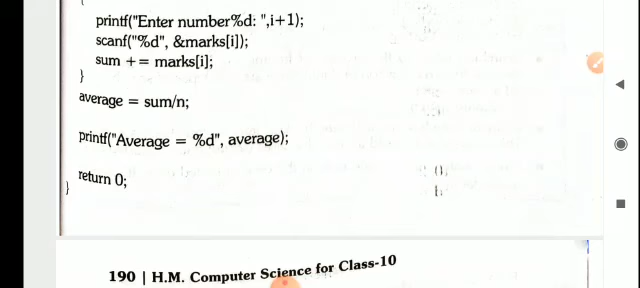 {
printf("Enter number%d: ",i+1);
scanf("%d", &marks[i]);
sum += marks[i];
}
average = sum/n;
printf("Average = %d", average);
return 0;
}
190 | H.M. Computer Science for Class-10